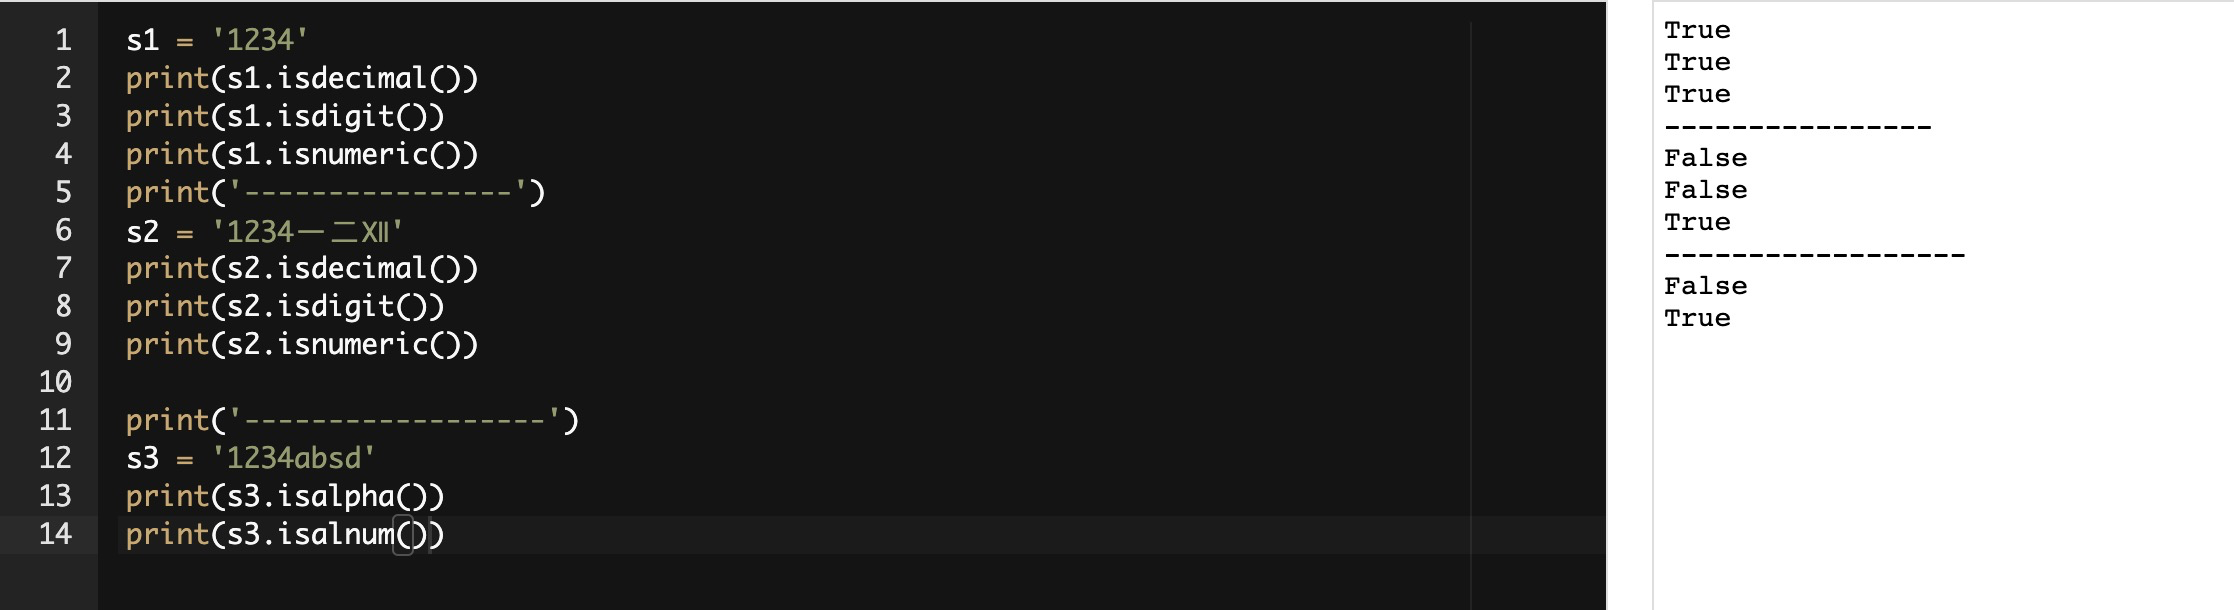 1 s1 = '1234'
2 print(s1.isdecimal())
3 print(s1.isdigit())
4 print(s1.isnumeric())
5 print('----------------')
6 s2 = '1234一二Ⅻ'
7 print(s2.isdecimal())
8 print(s2.isdigit())
9 print(s2.isnumeric())
10
11 print('------------------')
12 s3 = '1234absd'
13 print(s3.isalpha())
14 print(s3.isalnum())
True
True
True
----------------
False
False
True
------------------
False
True